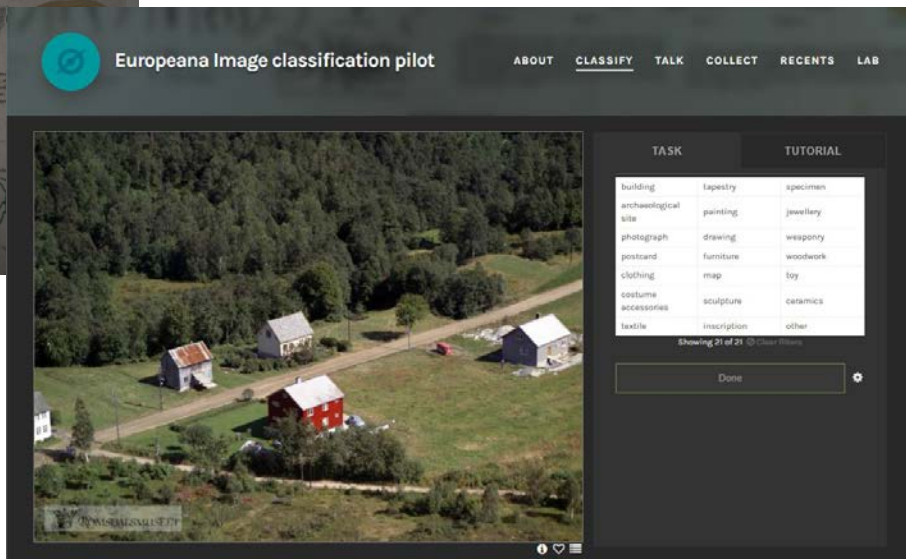 Europeana Image classification pilot
ABOUT CLASSIFY TALK COLLECT RECENTS LAB
TASK TUTORIAL
building tapestry specimen
archaeological site painting jewellery
photograph drawing weaponry
postcard furniture woodwork
clothing map toy
costume accessories sculpture ceramics
textile inscription other
Showing 21 of 21 Clear filters
Done
ROMSDALSMUSEET